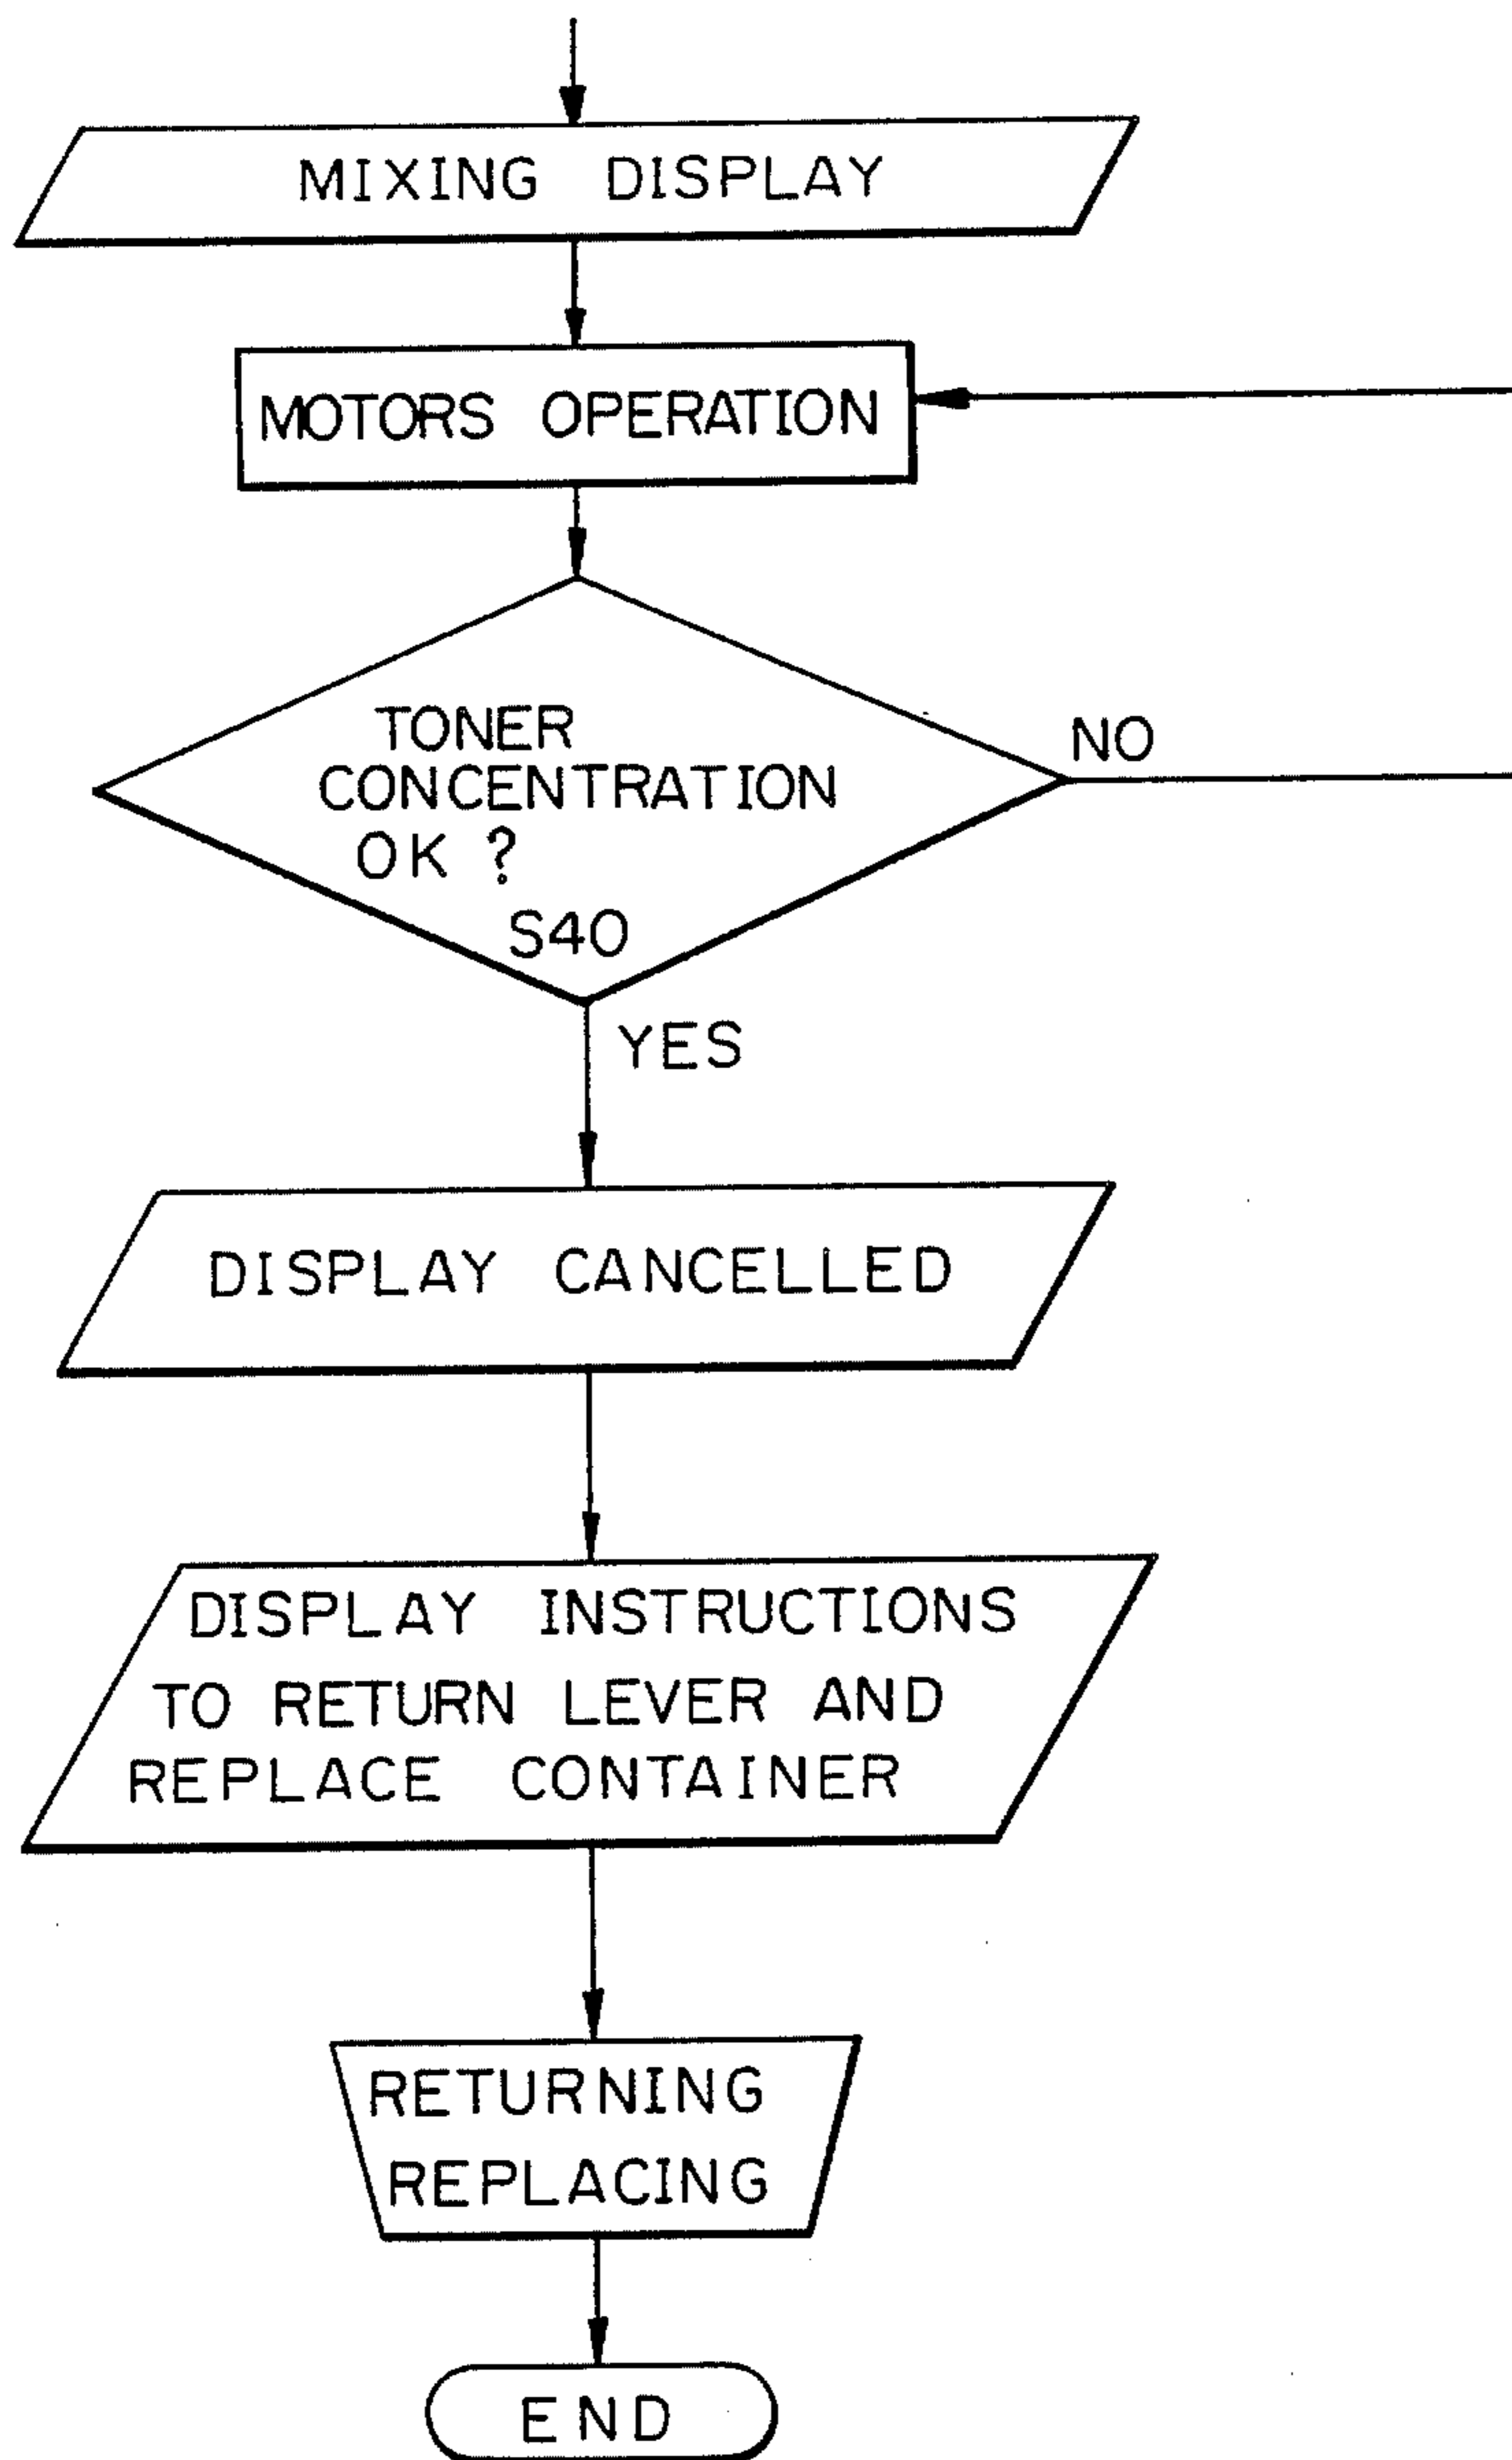 MIXING DISPLAY
MOTORS OPERATION
TONER
CONCENTRATION
OK ?
S40
NO
YES
DISPLAY CANCELLED
DISPLAY INSTRUCTIONS
TO RETURN LEVER AND
REPLACE CONTAINER
RETURNING
REPLACING
END